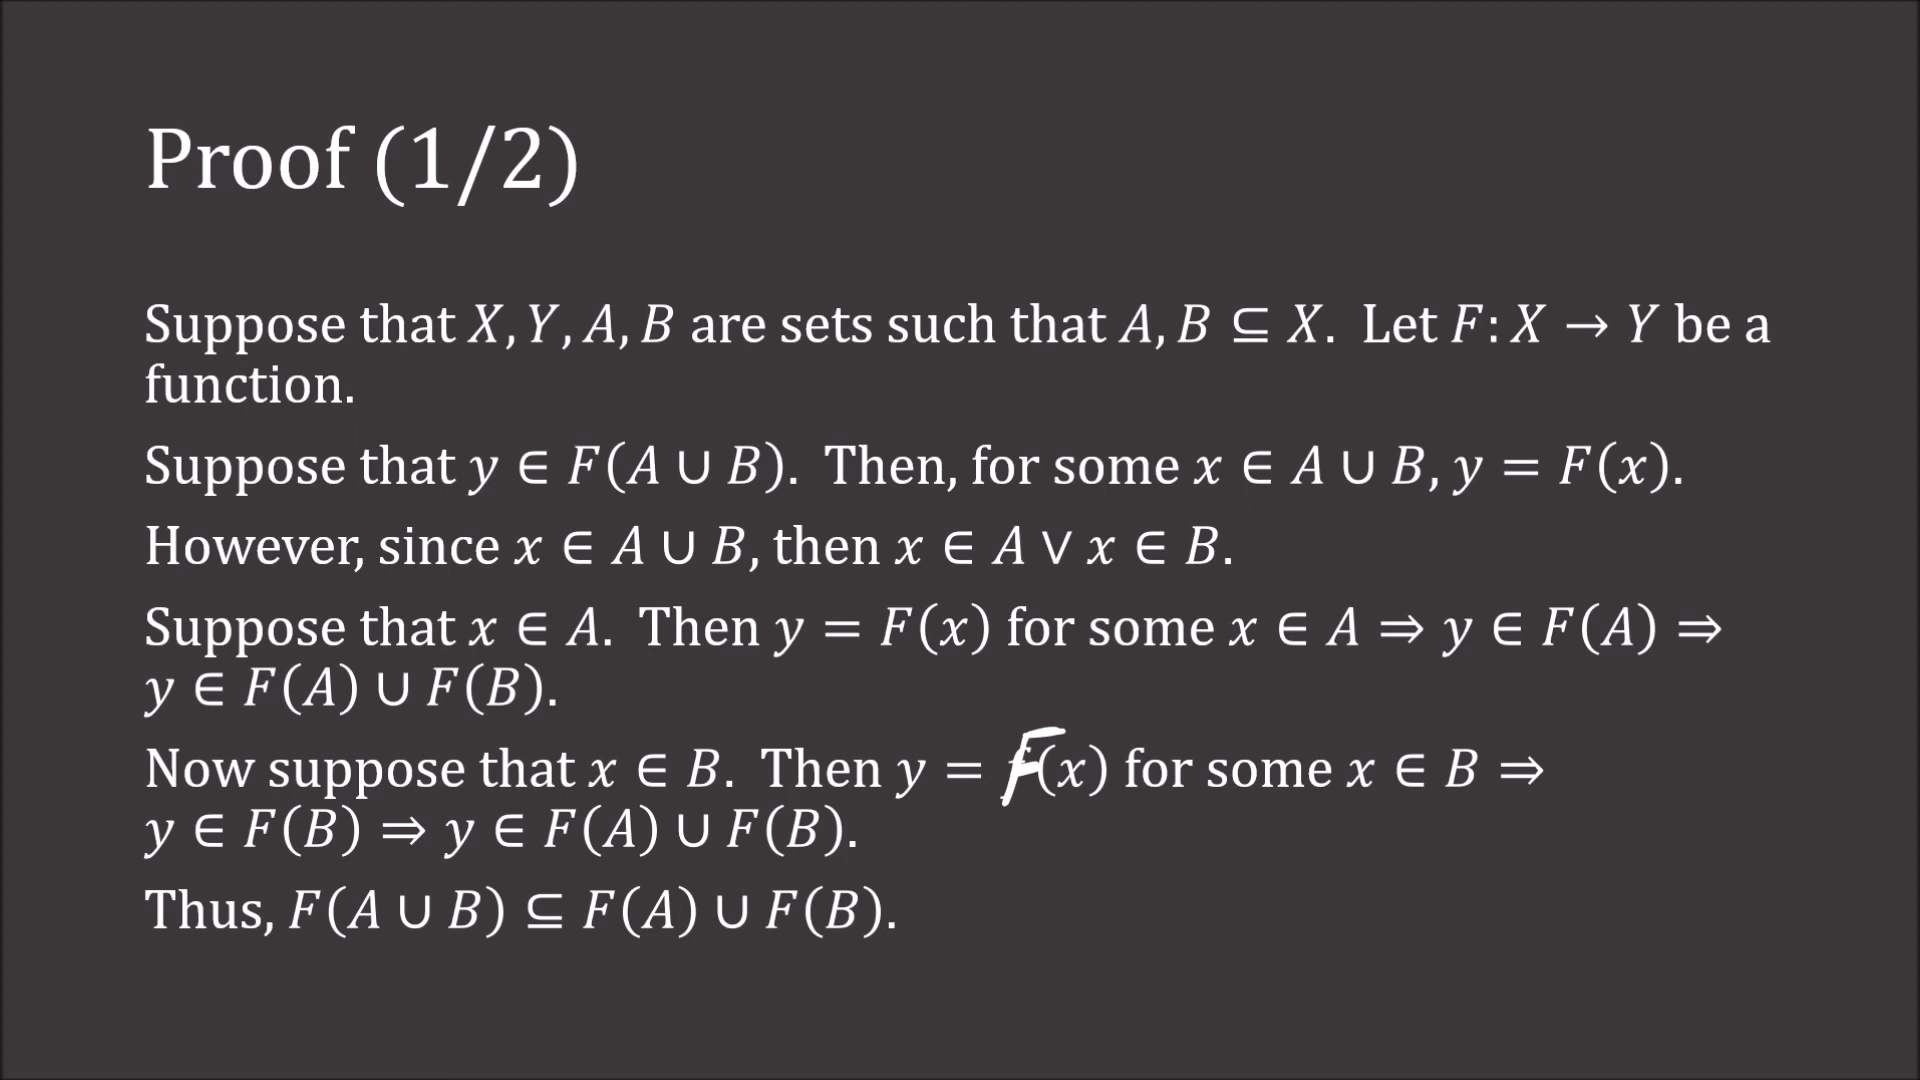 Proof (1/2)
Suppose that X, Y, A, B are sets such that A, B ⊆ X. Let F: X → Y be a
function.
Suppose that y ∈ F(A ∪ B). Then, for some x ∈ A ∪ B, y = F(x).
However, since x ∈ A ∪ B, then x ∈ A ∨ x ∈ B.
Suppose that x ∈ A. Then y = F(x) for some x ∈ A ⇒ y ∈ F(A) ⇒
y ∈ F(A) ∪ F(B).
Now suppose that x ∈ B. Then y = F(x) for some x ∈ B ⇒
y ∈ F(B) ⇒ y ∈ F(A) ∪ F(B).
Thus, F(A ∪ B) ⊆ F(A) ∪ F(B).